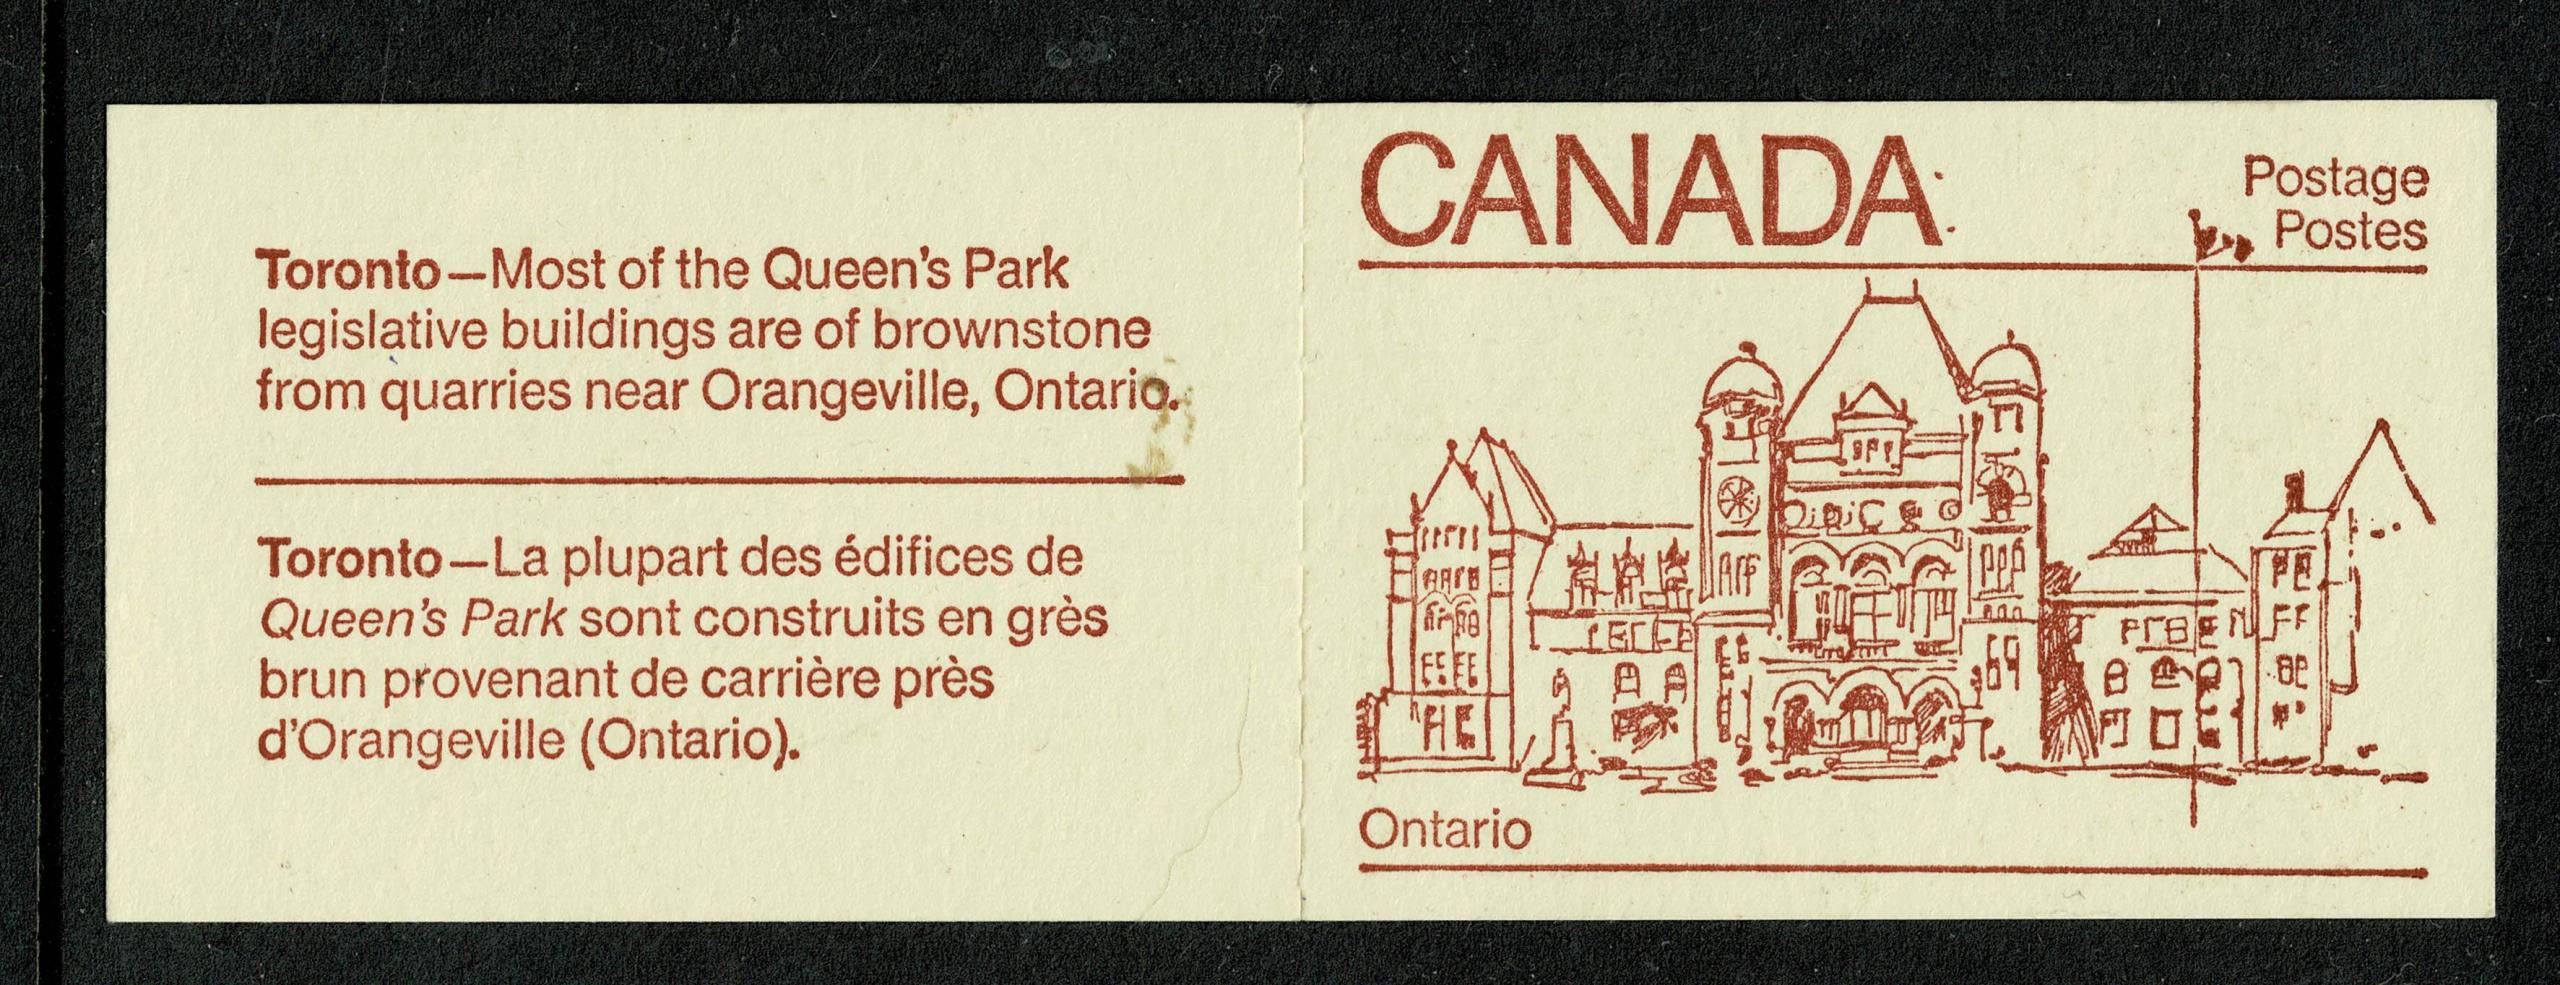 Toronto—Most of the Queen's Park
legislative buildings are of brownstone
from quarries near Orangeville, Ontario.
Toronto—La plupart des édifices de
Queen's Park sont construits en grès
brun provenant de carrière près
d'Orangeville (Ontario).
CANADA
Postage
Postes
Ontario